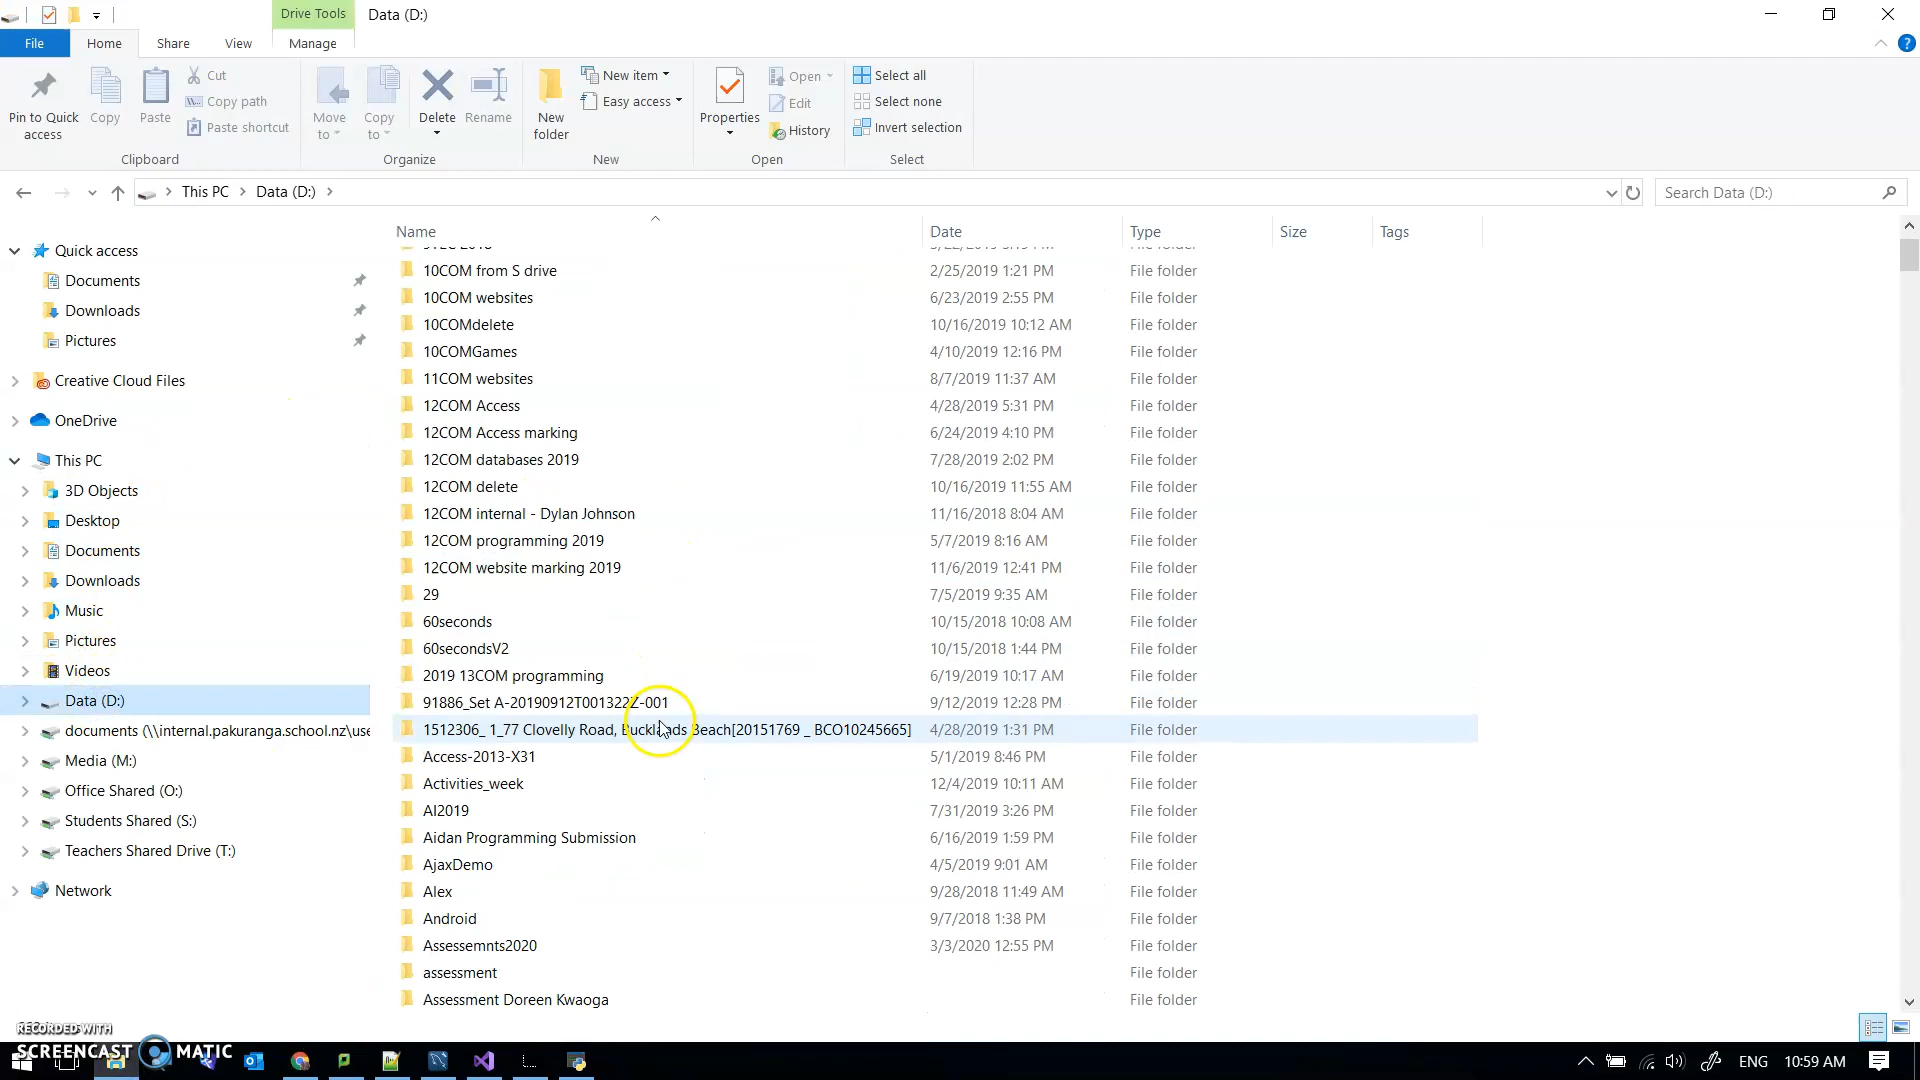 Drive Tools
Data (D:)
File
Home
Share
View
Manage
Pin to Quick access
Copy
Paste
Cut
Copy path
Paste shortcut
Move to
Copy to
Delete
Rename
New folder
New item
Easy access
Properties
Open
Edit
History
Select all
Select none
Invert selection
Clipboard
Organize
New
Open
Select
This PC > Data (D:) >
Search Data (D:)
Name Date Type Size Tags
Quick access
Documents
Downloads
Pictures
Creative Cloud Files
OneDrive
This PC
3D Objects
Desktop
Documents
Downloads
Music
Pictures
Videos
Data (D:)
documents (\\internal.pakuranga.school.nz\use
Media (M:)
Office Shared (O:)
Students Shared (S:)
Teachers Shared Drive (T:)
Network
10COM from S drive 2/25/2019 1:21 PM File folder
10COM websites 6/23/2019 2:55 PM File folder
10COMdelete 10/16/2019 10:12 AM File folder
10COMGames 4/10/2019 12:16 PM File folder
11COM websites 8/7/2019 11:37 AM File folder
12COM Access 4/28/2019 5:31 PM File folder
12COM Access marking 6/24/2019 4:10 PM File folder
12COM databases 2019 7/28/2019 2:02 PM File folder
12COM delete 10/16/2019 11:55 AM File folder
12COM internal - Dylan Johnson 11/16/2018 8:04 AM File folder
12COM programming 2019 5/7/2019 8:16 AM File folder
12COM website marking 2019 11/6/2019 12:41 PM File folder
29 7/5/2019 9:35 AM File folder
60seconds 10/15/2018 10:08 AM File folder
60secondsV2 10/15/2018 1:44 PM File folder
2019 13COM programming 6/19/2019 10:17 AM File folder
91886_Set A-20190912T001322Z-001 9/12/2019 12:28 PM File folder
1512306_ 1_77 Clovelly Road, Bucklands Beach[20151769 _ BCO10245665] 4/28/2019 1:31 PM File folder
Access-2013-X31 5/1/2019 8:46 PM File folder
Activities_week 12/4/2019 10:11 AM File folder
AI2019 7/31/2019 3:26 PM File folder
Aidan Programming Submission 6/16/2019 1:59 PM File folder
AjaxDemo 4/5/2019 9:01 AM File folder
Alex 9/28/2018 11:49 AM File folder
Android 9/7/2018 1:38 PM File folder
Assessemnts2020 3/3/2020 12:55 PM File folder
assessment File folder
Assessment Doreen Kwaoga File folder
RECORDED WITH
SCREENCAST MATIC
ENG
10:59 AM